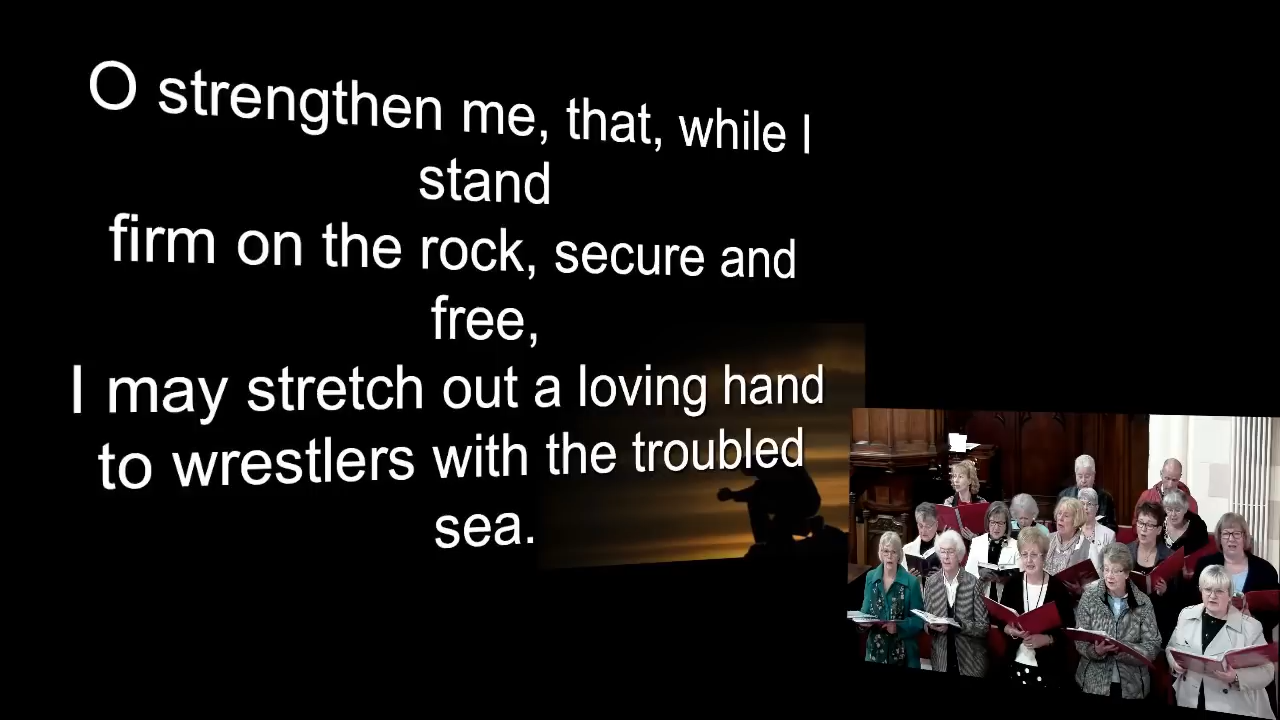 O strengthen me, that, while I
stand
firm on the rock, secure and
free,
I may stretch out a loving hand
to wrestlers with the troubled
sea.